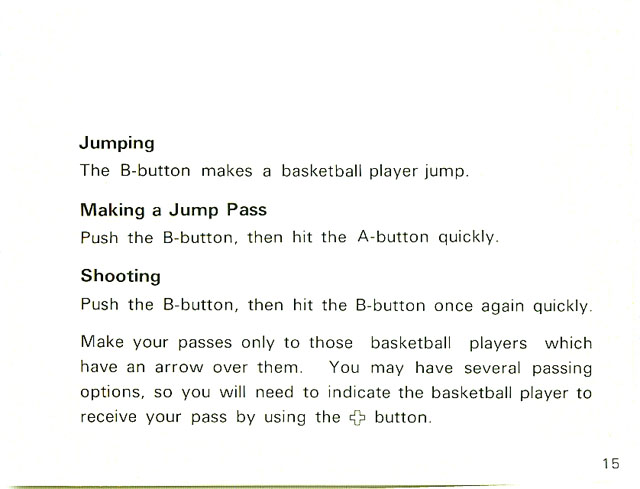 Jumping
The B-button makes a basketball player jump.
Making a Jump Pass
Push the B-button, then hit the A-button quickly.
Shooting
Push the B-button, then hit the B-button once again quickly.
Make your passes only to those basketball players which
have an arrow over them. You may have several passing
options, so you will need to indicate the basketball player to
receive your pass by using the ✛ button.
15